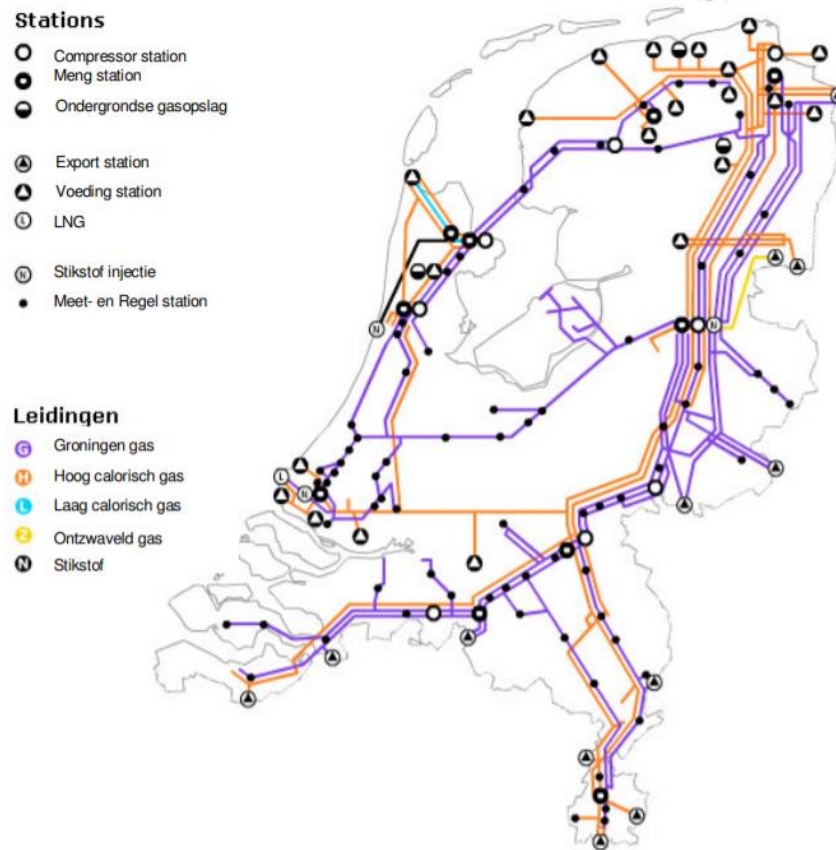 Stations
Compressor station
Meng station
Ondergrondse gasopslag
Export station
Voeding station
L LNG
N Stikstof injectie
Meet- en Regel station
Leidingen
G Groningen gas
H Hoog calorisch gas
L Laag calorisch gas
Z Ontzwaveld gas
N Stikstof
N
N
L
N